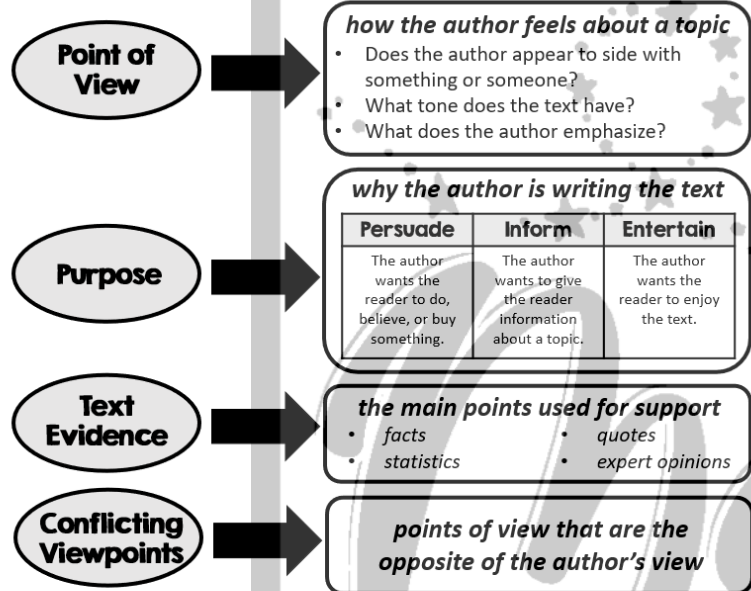 Point of
View
how the author feels about a topic
• Does the author appear to side with
something or someone?
• What tone does the text have?
• What does the author emphasize?
Purpose
why the author is writing the text
Persuade Inform Entertain
The author
wants the
reader to do,
believe, or buy
something.
The author
wants to give
the reader
information
about a topic.
The author
wants the
reader to enjoy
the text.
Text
Evidence
the main points used for support
• facts
• statistics
• quotes
• expert opinions
Conflicting
Viewpoints
points of view that are the
opposite of the author's view